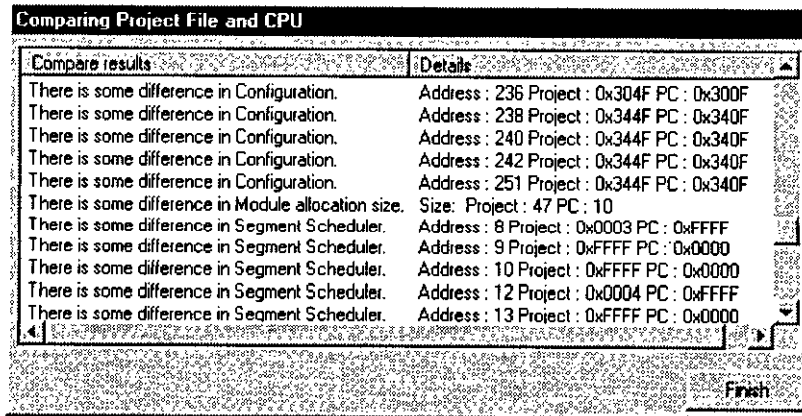 Comparing Project File and CPU
Compare results Details
There is some difference in Configuration. Address : 236 Project : 0x304F PC : 0x300F
There is some difference in Configuration. Address : 238 Project : 0x344F PC : 0x340F
There is some difference in Configuration. Address : 240 Project : 0x344F PC : 0x340F
There is some difference in Configuration. Address : 242 Project : 0x344F PC : 0x340F
There is some difference in Configuration. Address : 251 Project : 0x344F PC : 0x340F
There is some difference in Module allocation size. Size: Project : 47 PC : 10
There is some difference in Segment Scheduler. Address : 8 Project : 0x0003 PC : 0xFFFF
There is some difference in Segment Scheduler. Address : 9 Project : 0xFFFF PC : 0x0000
There is some difference in Segment Scheduler. Address : 10 Project : 0xFFFF PC : 0x0000
There is some difference in Segment Scheduler. Address : 12 Project : 0x0004 PC : 0xFFFF
There is some difference in Segment Scheduler. Address : 13 Project : 0xFFFF PC : 0x0000
Finish